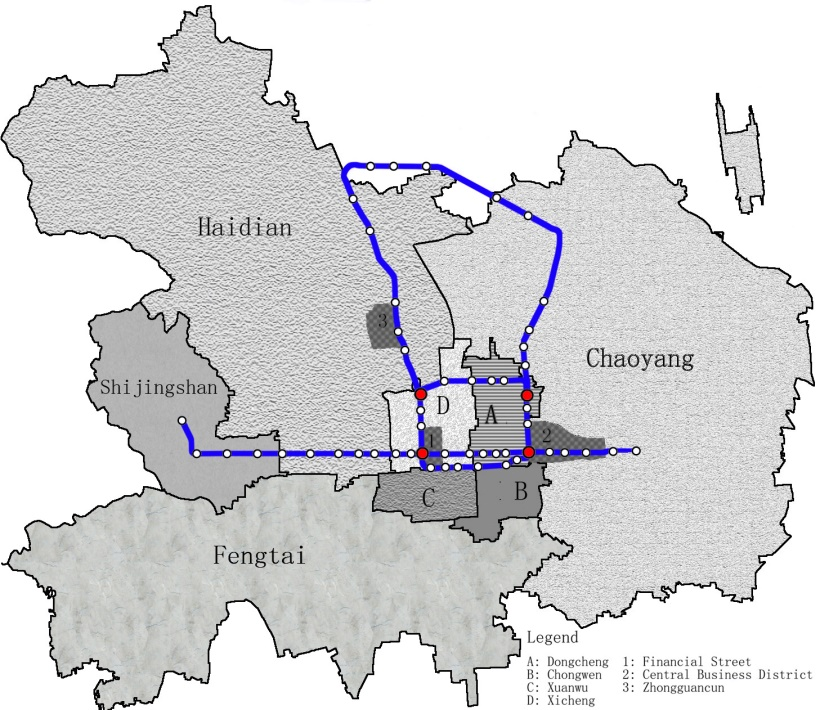 Haidian
3
Chaoyang
Shijingshan
D
A
1
2
C
B
Fengtai
Legend
A: Dongcheng 1: Financial Street
B: Chongwen 2: Central Business District
C: Xuanwu 3: Zhongguancun
D: Xicheng